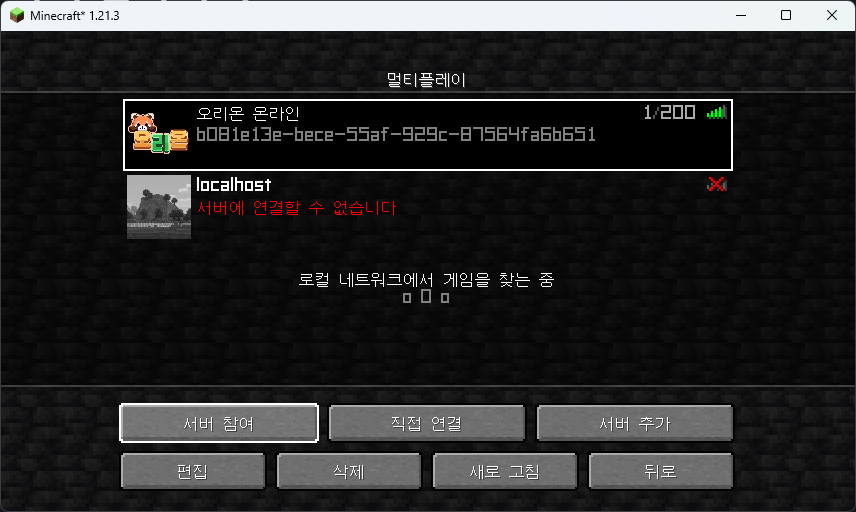 Minecraft* 1.21.3
멀티플레이
오리온 온라인
1/200
오리온
b081e13e-bece-55af-929c-87564fa6b651
localhost
서버에 연결할 수 없습니다
로컬 네트워크에서 게임을 찾는 중
서버 참여
직접 연결
서버 추가
편집
삭제
새로 고침
뒤로